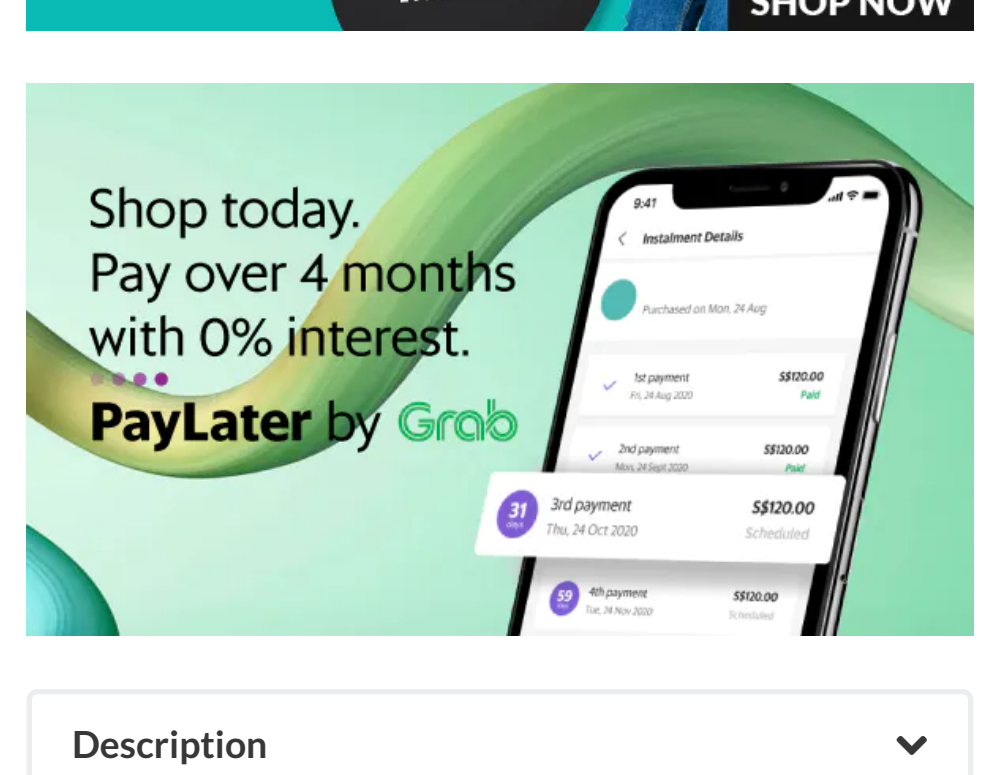 SHOP NOW
Shop today.
Pay over 4 months
with 0% interest.
PayLater by Grab
9:41
Instalment Details
Purchased on Mon, 24 Aug
1st payment S$120.00
Fri, 24 Aug 2020 Paid
2nd payment S$120.00
Mon, 24 Sept 2020 Paid
31 3rd payment S$120.00
days Thu, 24 Oct 2020 Scheduled
59 4th payment S$120.00
days Tue, 24 Nov 2020 Scheduled
Description